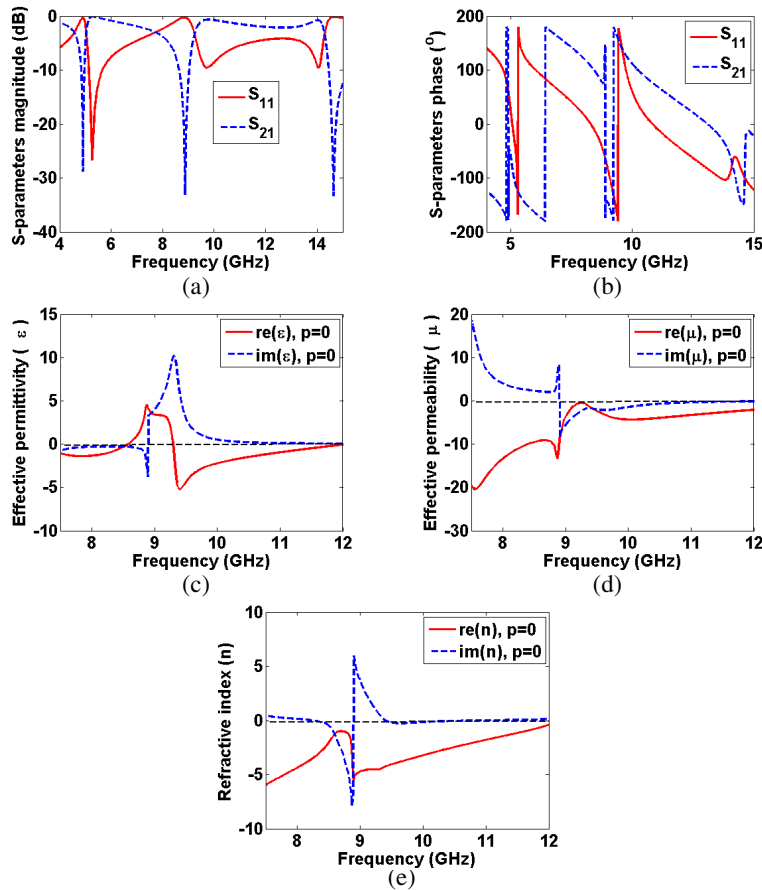 S-parameters magnitude (dB)
0
-10
-20
-30
-40
4
6
8
10
12
14
Frequency (GHz)
S11
S21
(a)
S-parameters phase (°)
200
100
0
-100
-200
5
10
15
Frequency (GHz)
S11
S21
(b)
Effective permittivity ( ε
15
10
5
0
-5
-10
8
9
10
11
12
Frequency (GHz)
re(ε), p=0
im(ε), p=0
(c)
Effective permeability ( μ
20
10
0
-10
-20
-30
8
9
10
11
12
Frequency (GHz)
re(μ), p=0
im(μ), p=0
(d)
Refractive index (n)
10
5
0
-5
-10
8
9
10
11
12
Frequency (GHz)
re(n), p=0
im(n), p=0
(e)